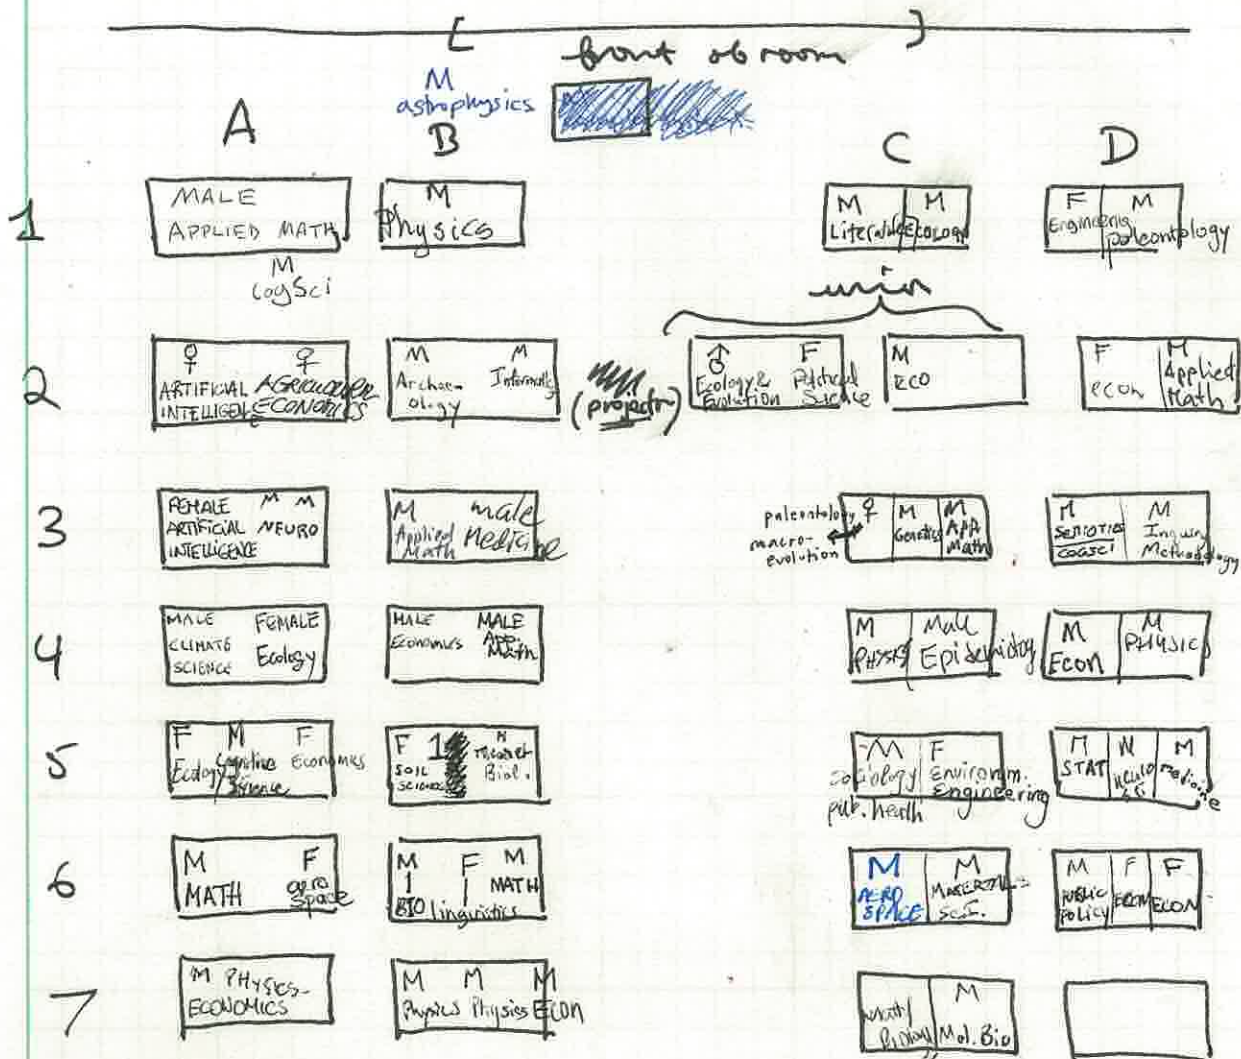 front of room
M
astrophysics
A B C D
1
MALE
APPLIED MATH
M
CogSci
M
Physics
M M
Literature Ecology
F M
Engineering paleontology
2
♀ ♀
ARTIFICIAL
INTELLIGENCE
ECONOMICS
M M
Archae-
ology
Informatics
(projector)
♂ F
Ecology &
Evolution
Political
Science
M
ECO
F M
econ Applied
Math
3
FEMALE M M
ARTIFICIAL NEURO
INTELLIGENCE
M male
Applied Medicine
Math
paleontology ♀
macro-
evolution
M
Genetics
M
App.
Math
M
SEMIOTICS
COGSCI
M
Inquiry
Methodology
4
MALE FEMALE
CLIMATE Ecology
SCIENCE
MALE MALE
ECONOMICS App.
Math
M Male
PHYSICS Epidemiology
M M
Econ PHYSICS
5
F M F
Ecology Cognitive Economics
Science
F 1
SOIL
SCIENCE
Biol.
M F
Sociology Environm.
pub. health Engineering
M M M
STAT Neuro Medicine
Sci
6
M F
MATH aero
space
M F M
BIO linguistics MATH
M M
AERO MATERIALS
SPACE SCI.
M F F
PUBLIC ECON ECON
POLICY
7
M PHYSICS-
ECONOMICS
M M M
Physics Physics ECON
M
Math
Biology Mol. Bio